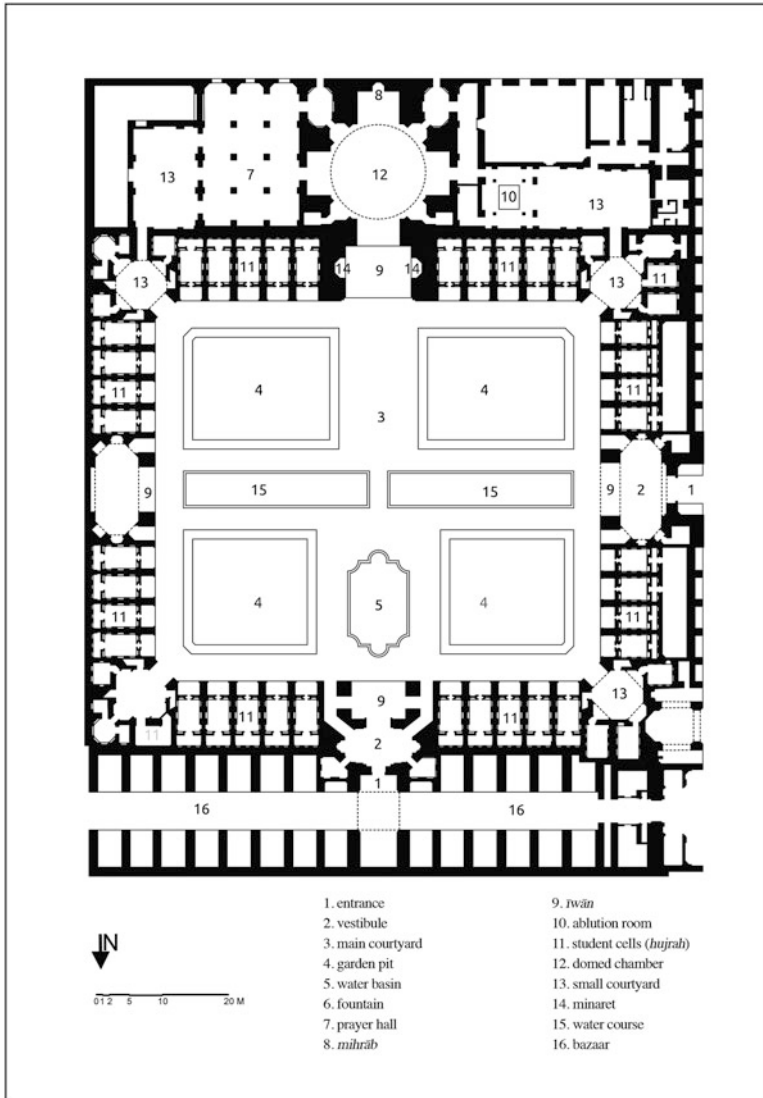 8
13
7
12
10
13
13
11
14
9
14
11
13
11
11
4
4
3
11
9
15
15
9
2
1
4
5
4
11
11
13
9
11
11
11
2
1
16
16
1. entrance
2. vestibule
3. main courtyard
4. garden pit
5. water basin
6. fountain
7. prayer hall
8. mihrāb
9. īwān
10. ablution room
11. student cells (hujrah)
12. domed chamber
13. small courtyard
14. minaret
15. water course
16. bazaar
N
0 1 2 5 10 20 M